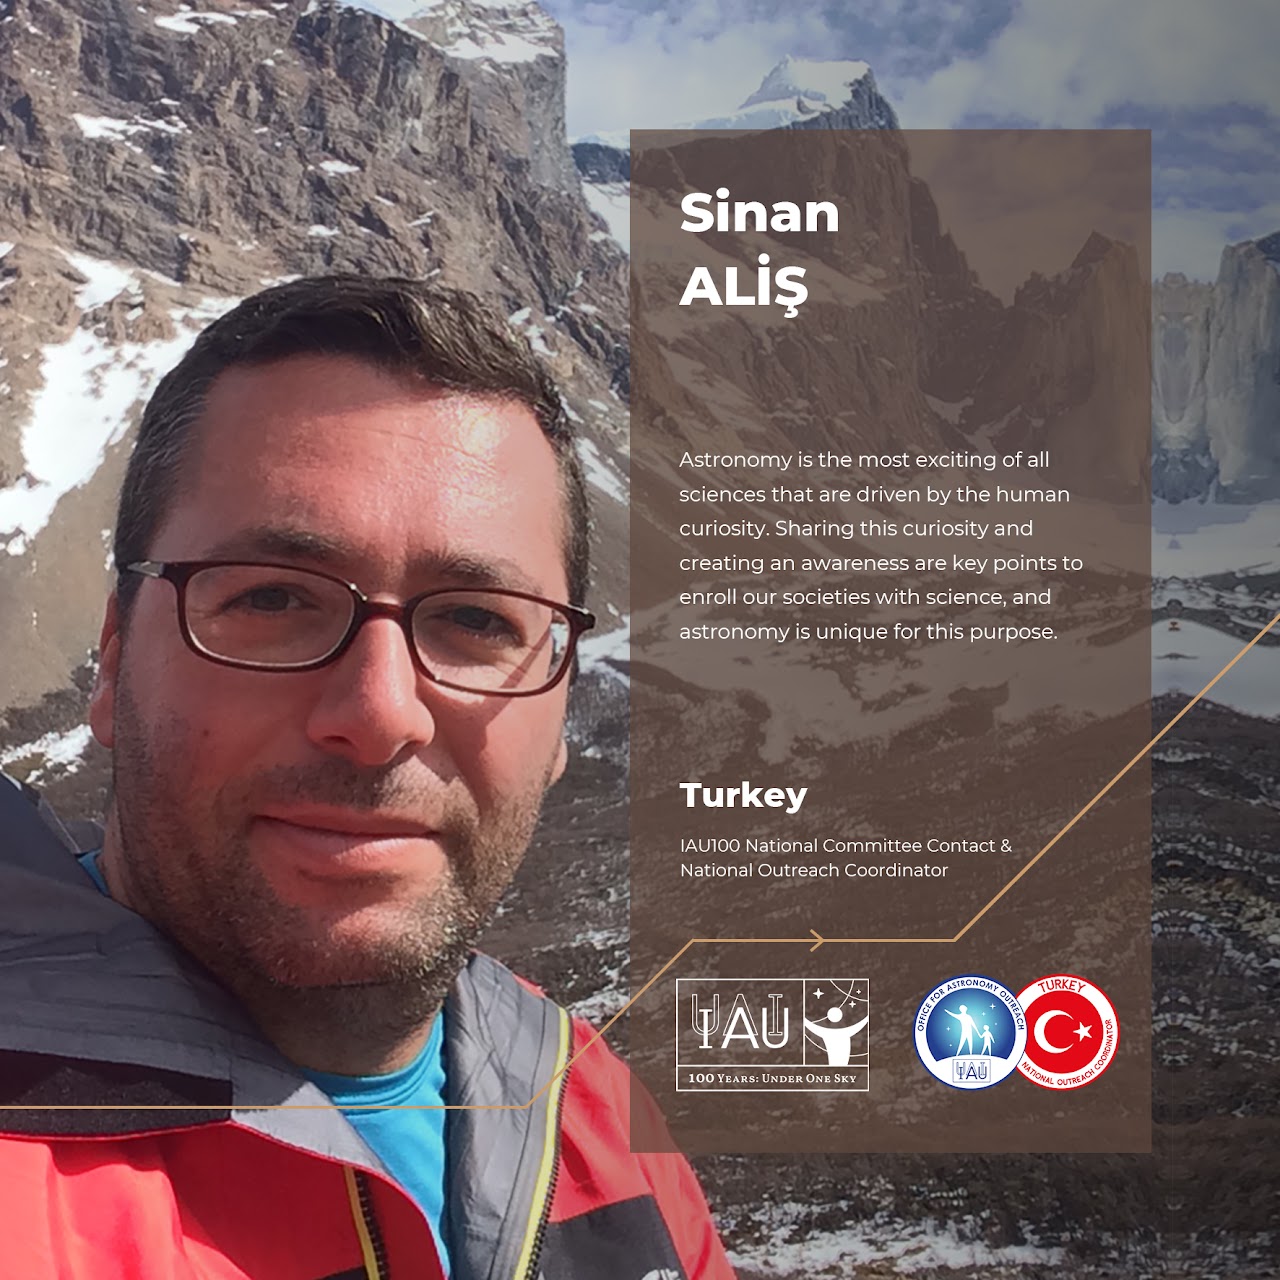 Sinan
ALİŞ
Astronomy is the most exciting of all
sciences that are driven by the human
curiosity. Sharing this curiosity and
creating an awareness are key points to
enroll our societies with science, and
astronomy is unique for this purpose.
Turkey
IAU100 National Committee Contact &
National Outreach Coordinator
IAU
100 YEARS: UNDER ONE SKY
OFFICE FOR ASTRONOMY OUTREACH
IAU
TURKEY
NATIONAL OUTREACH COORDINATOR